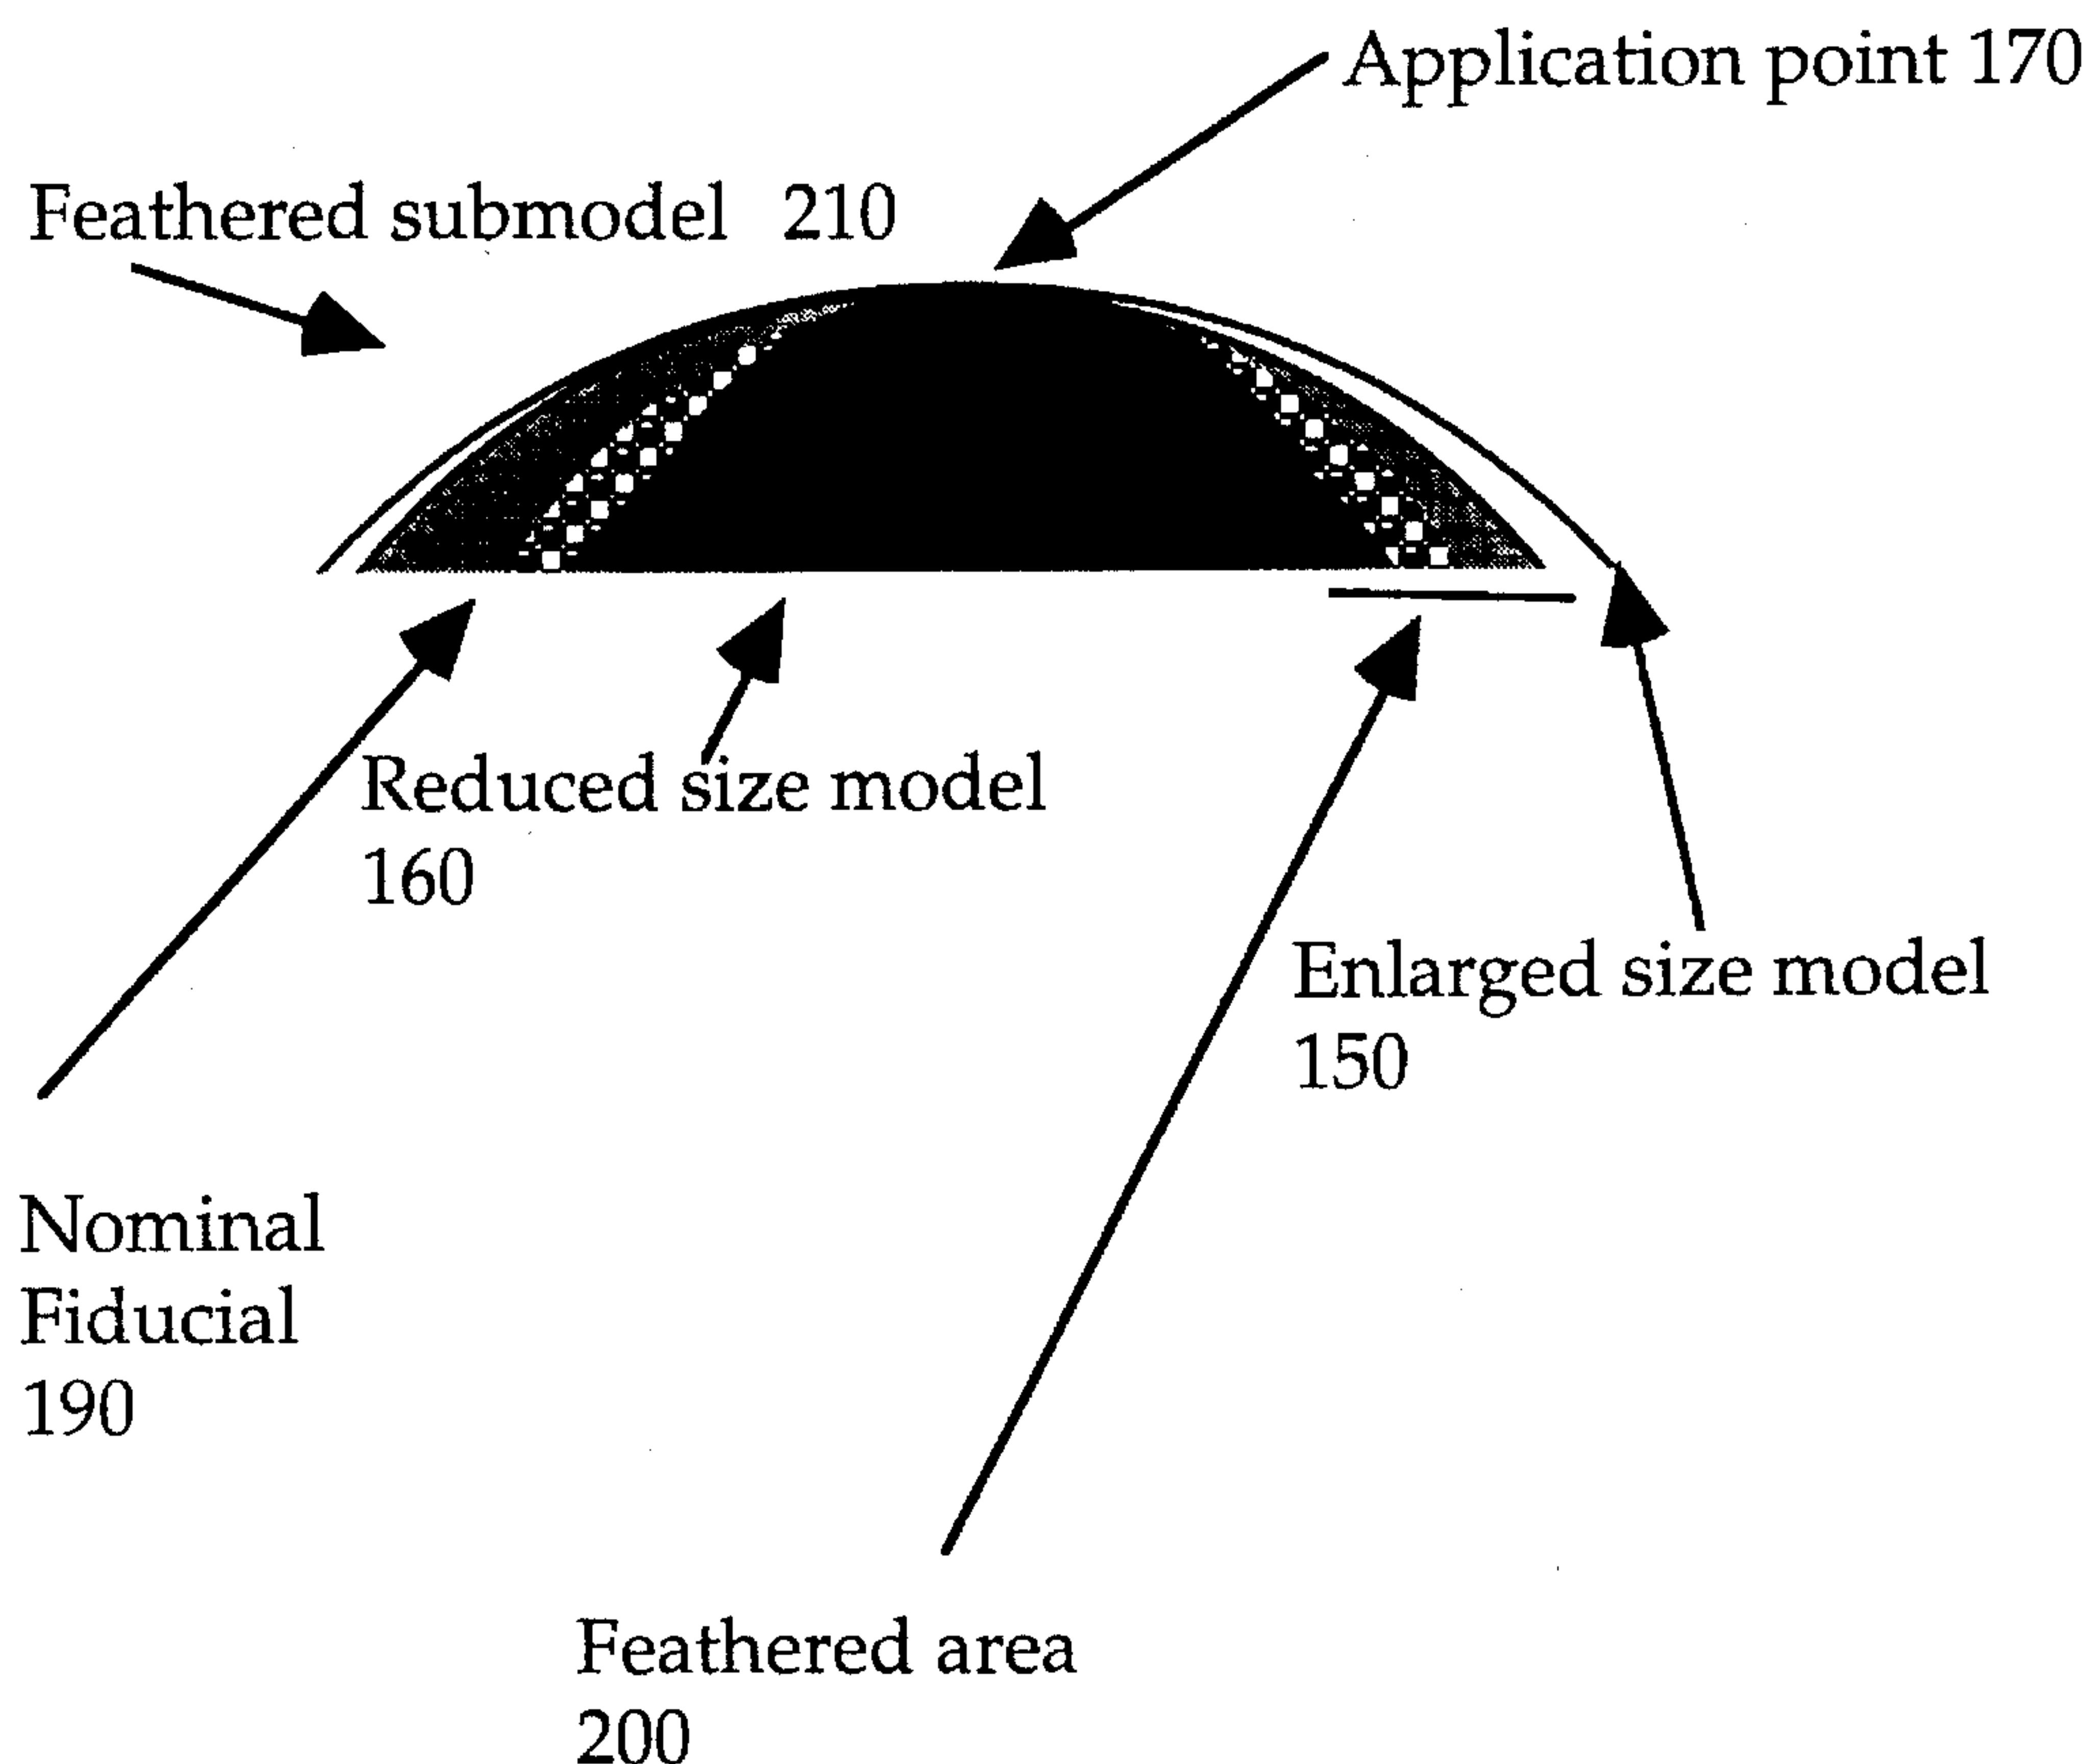 Application point 170
Feathered submodel 210
Reduced size model
160
Enlarged size model
150
Nominal
Fiducial
190
Feathered area
200